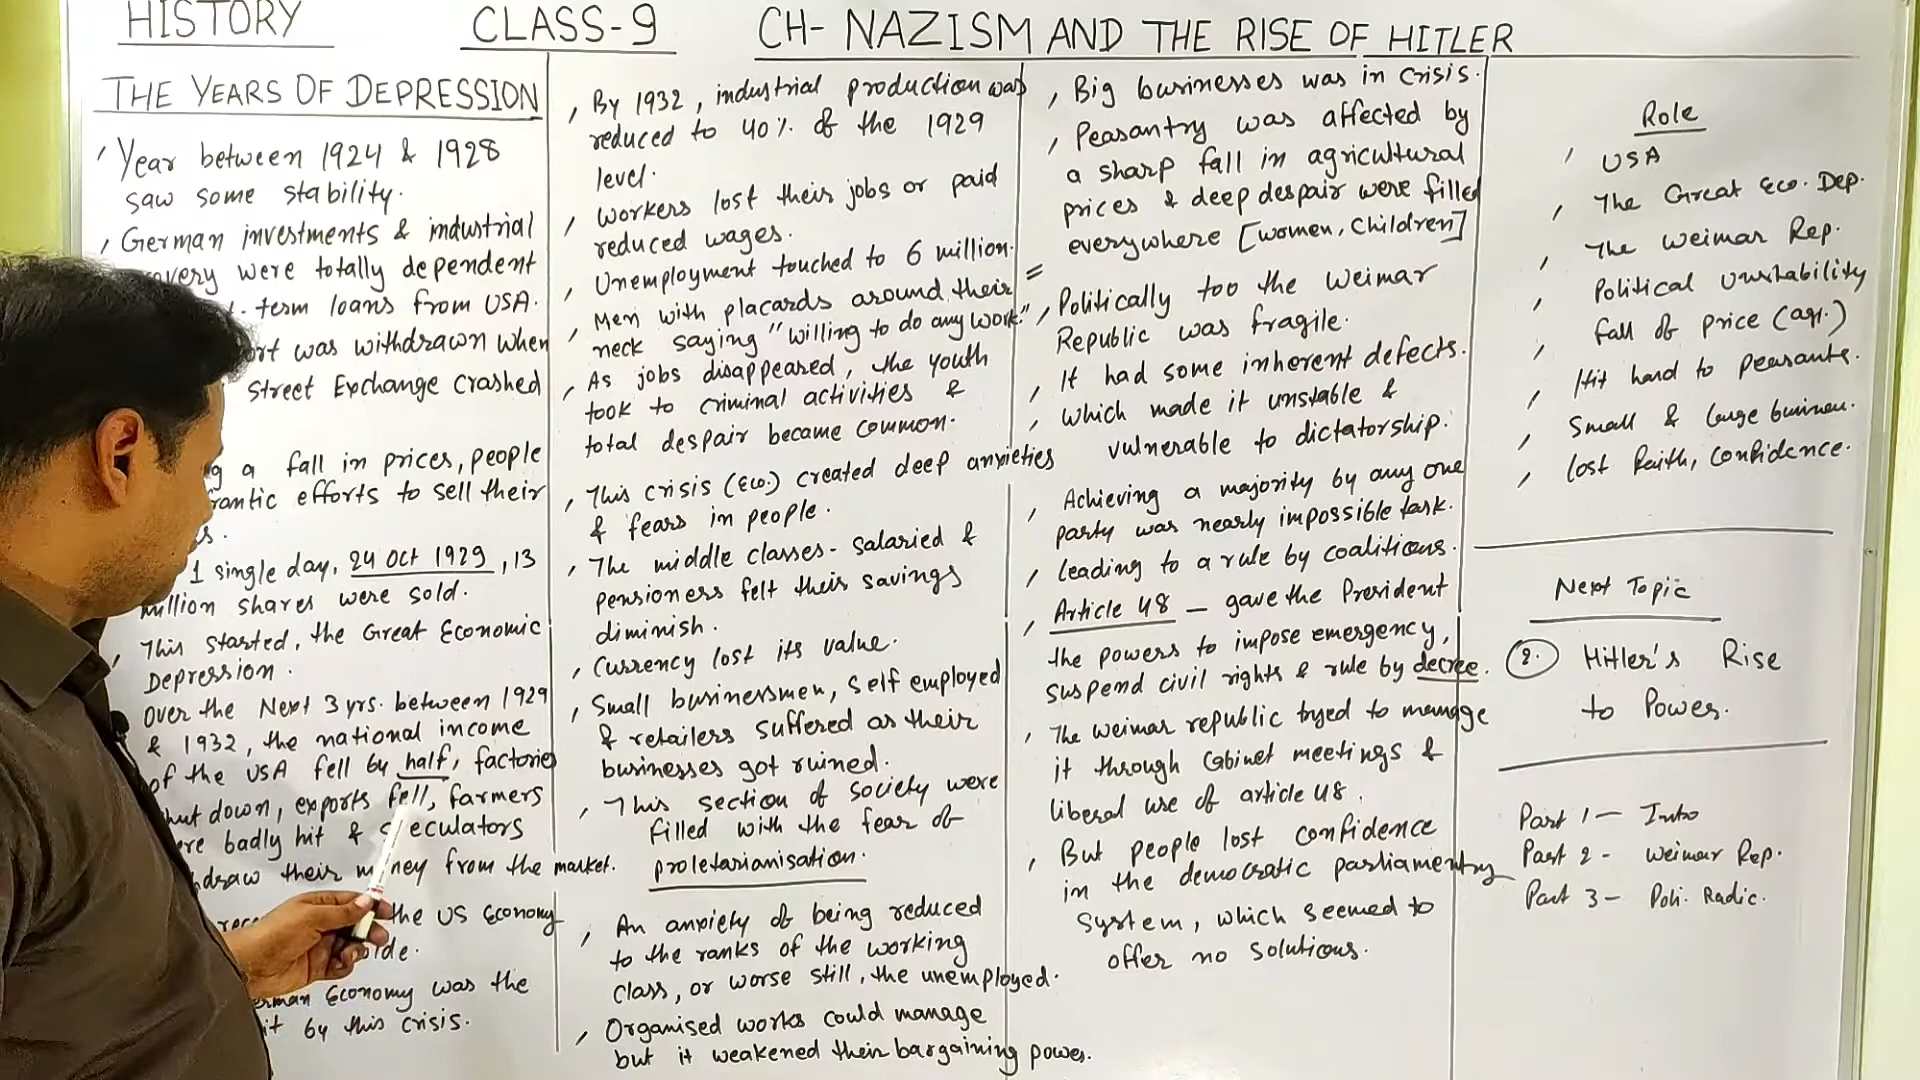 HISTORY CLASS-9 CH- NAZISM AND THE RISE OF HITLER
THE YEARS OF DEPRESSION
Year between 1924 & 1928
saw some stability.
German investments & industrial
very were totally dependent
term loans from USA.
was withdrawn when
Street Exchange crashed
a fall in prices, people
efforts to sell their
1 single day, 24 Oct 1929, 13
million shares were sold.
This started, the Great Economic
Depression.
Over the Next 3 yrs. between 1929
& 1932, the national income
of the USA fell by half, factories
down, exports fell, farmers
badly hit & speculators
their money from the market.
the US Economy
Economy was the
by this crisis.
By 1932, industrial production was
reduced to 40% of the 1929
level.
Workers lost their jobs or paid
reduced wages.
Unemployment touched to 6 million.
Men with placards around their
neck saying "willing to do any work."
As jobs disappeared, the youth
took to criminal activities &
total despair became common.
This crisis (Eco.) created deep anxieties
& fears in people.
The middle classes- salaried &
pensioners felt their savings
diminish.
Currency lost its value.
Small businessmen, self employed
& retailers suffered as their
businesses got ruined.
This section of society were
filled with the fear of
proletarianisation.
An anxiety of being reduced
to the ranks of the working
class, or worse still, the unemployed.
Organised works could manage
but it weakened their bargaining power.
Big businesses was in crisis.
Peasantry was affected by
a sharp fall in agricultural
prices & deep despair were filled
everywhere [women, Children]
Politically too the Weimar
Republic was fragile.
It had some inherent defects.
which made it unstable &
vulnerable to dictatorship.
Achieving a majority by any one
party was nearly impossible task.
leading to a rule by coalitions.
Article 48 – gave the President
the powers to impose emergency,
suspend civil rights & rule by decree.
The Weimar republic tryed to manage
it through Cabinet meetings &
liberal use of article 48.
But people lost confidence
in the democratic parliamentry
system, which seemed to
offer no solutions.
Role
USA
The Great Eco. Dep.
The Weimar Rep.
Political Unstability
fall of price (agri.)
Hit hard to peasants.
Small & large business.
lost faith, confidence.
Next Topic
2. Hitler's Rise
to Power.
Part 1 – Into
Part 2 - Weimar Rep.
Part 3 – Poli. Radic.